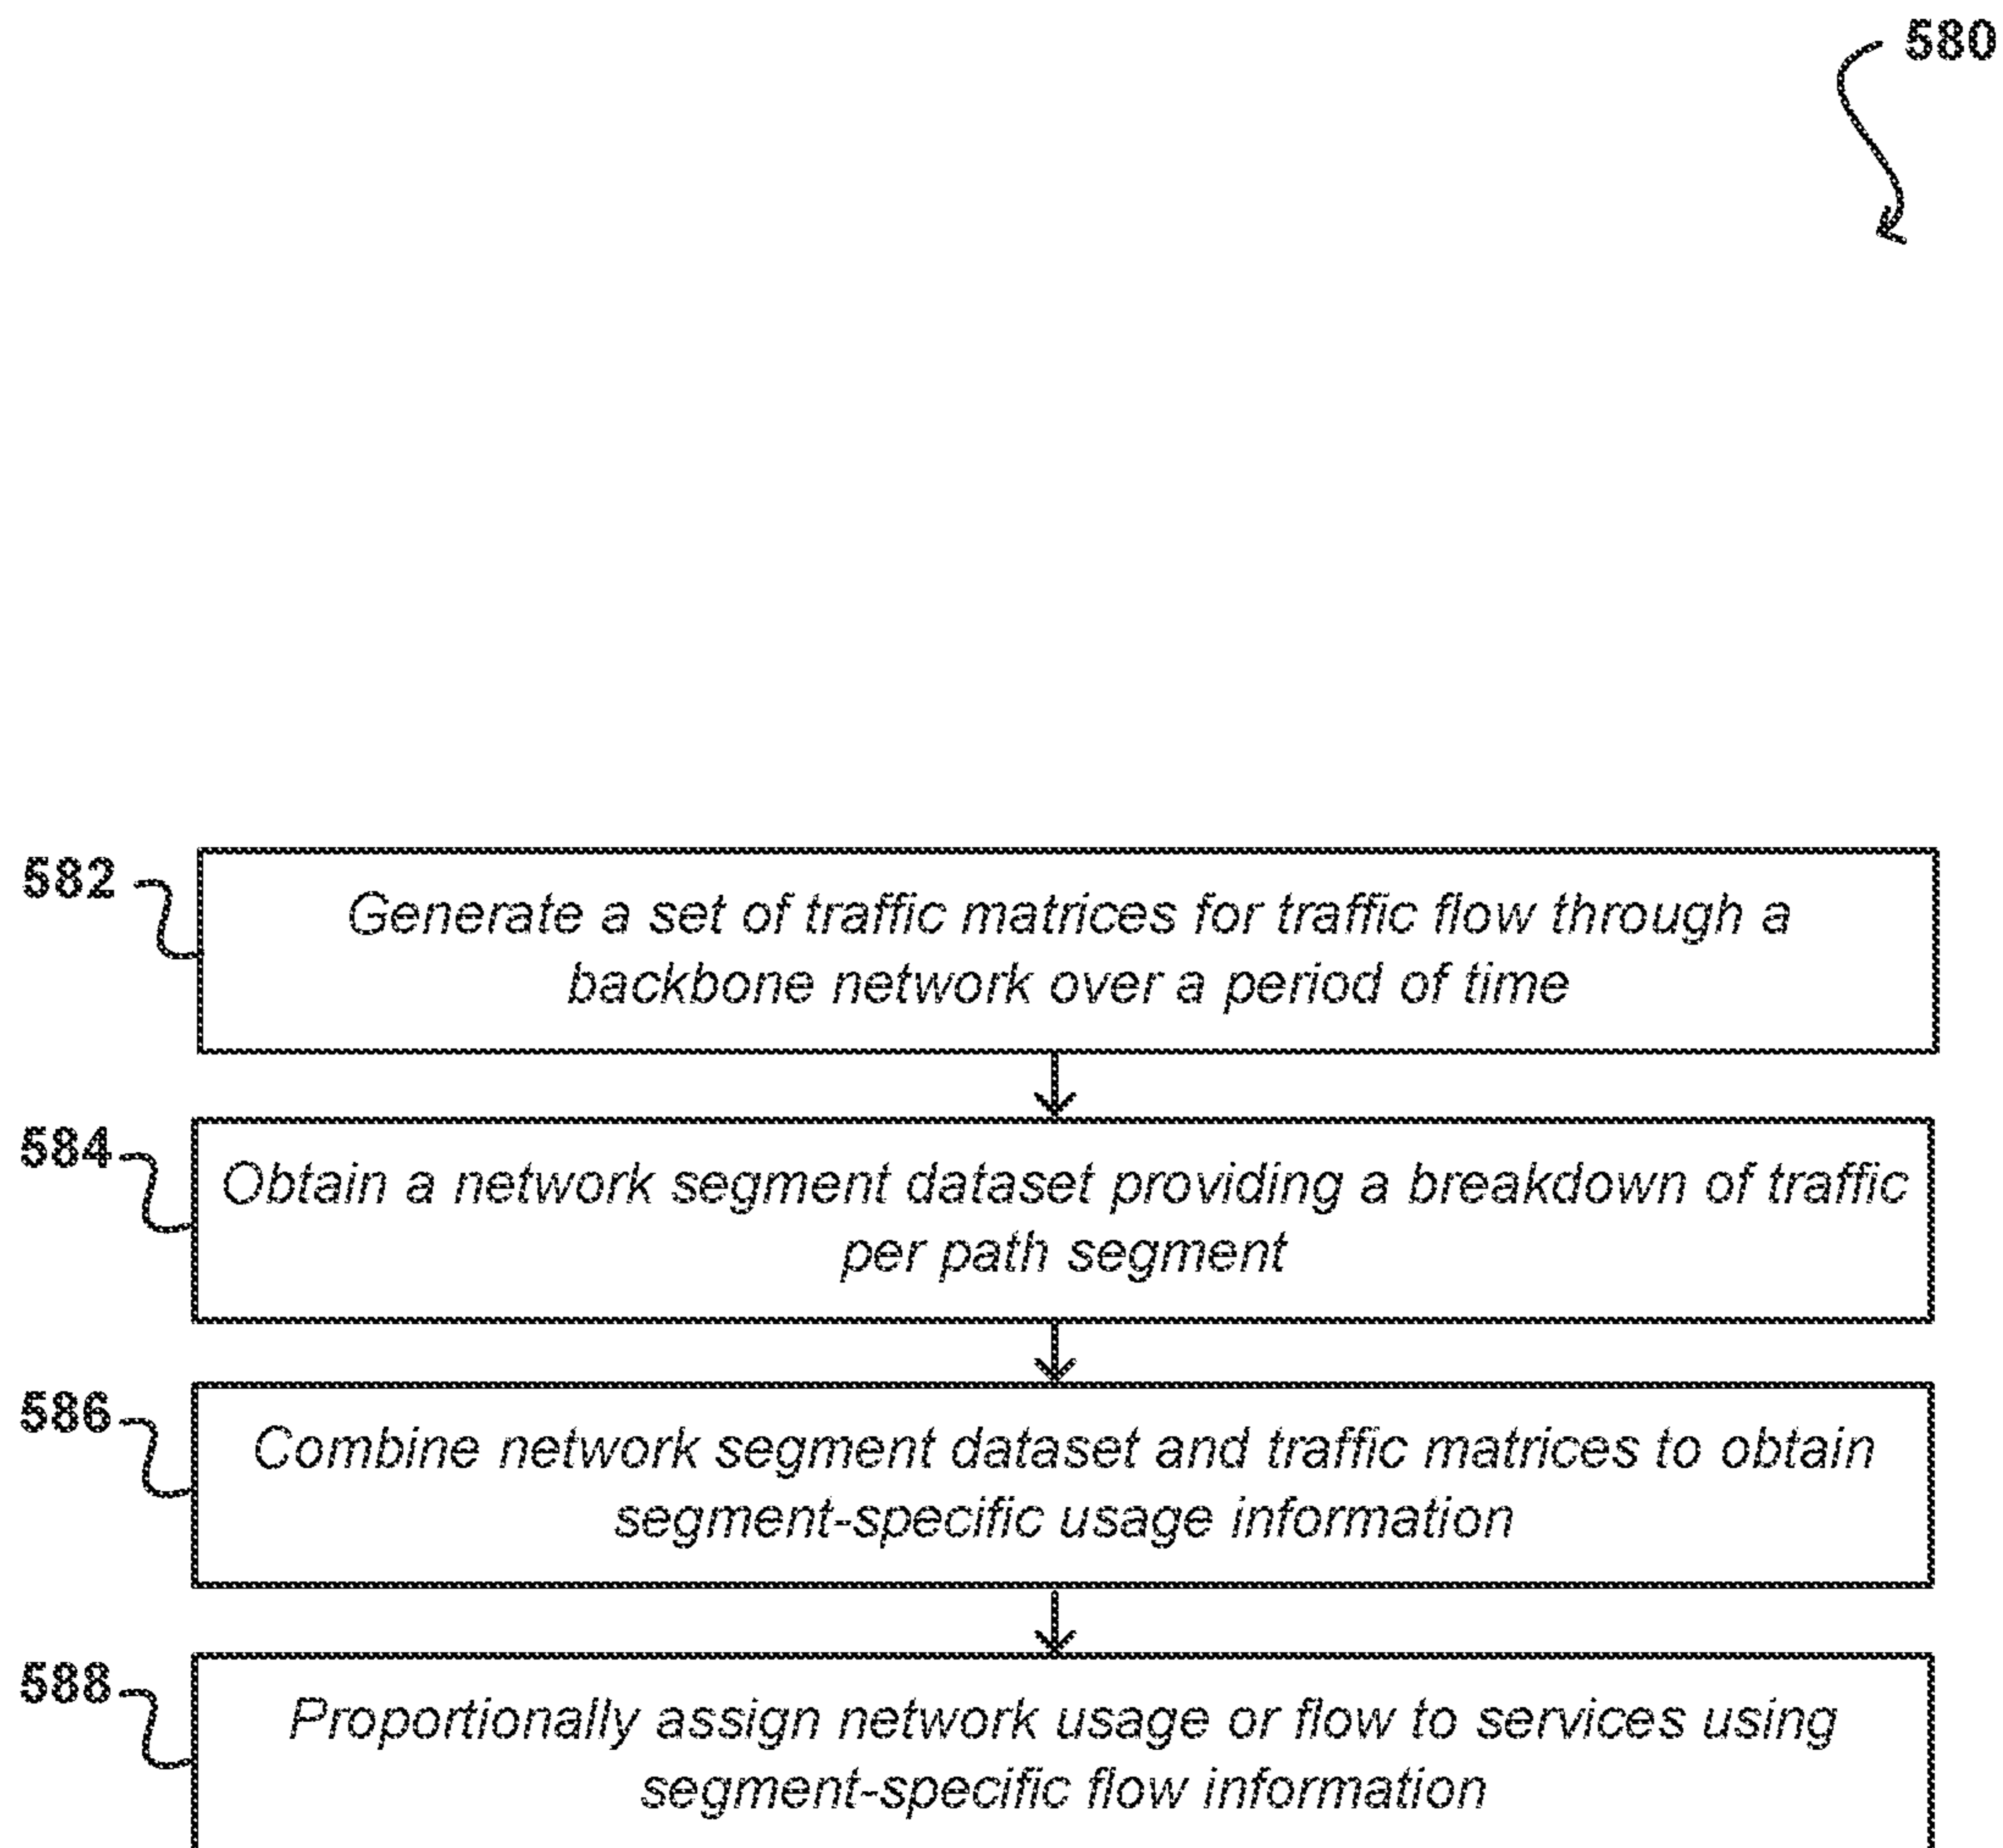 580
582
Generate a set of traffic matrices for traffic flow through a
backbone network over a period of time
584
Obtain a network segment dataset providing a breakdown of traffic
per path segment
586
Combine network segment dataset and traffic matrices to obtain
segment-specific usage information
588
Proportionally assign network usage or flow to services using
segment-specific flow information